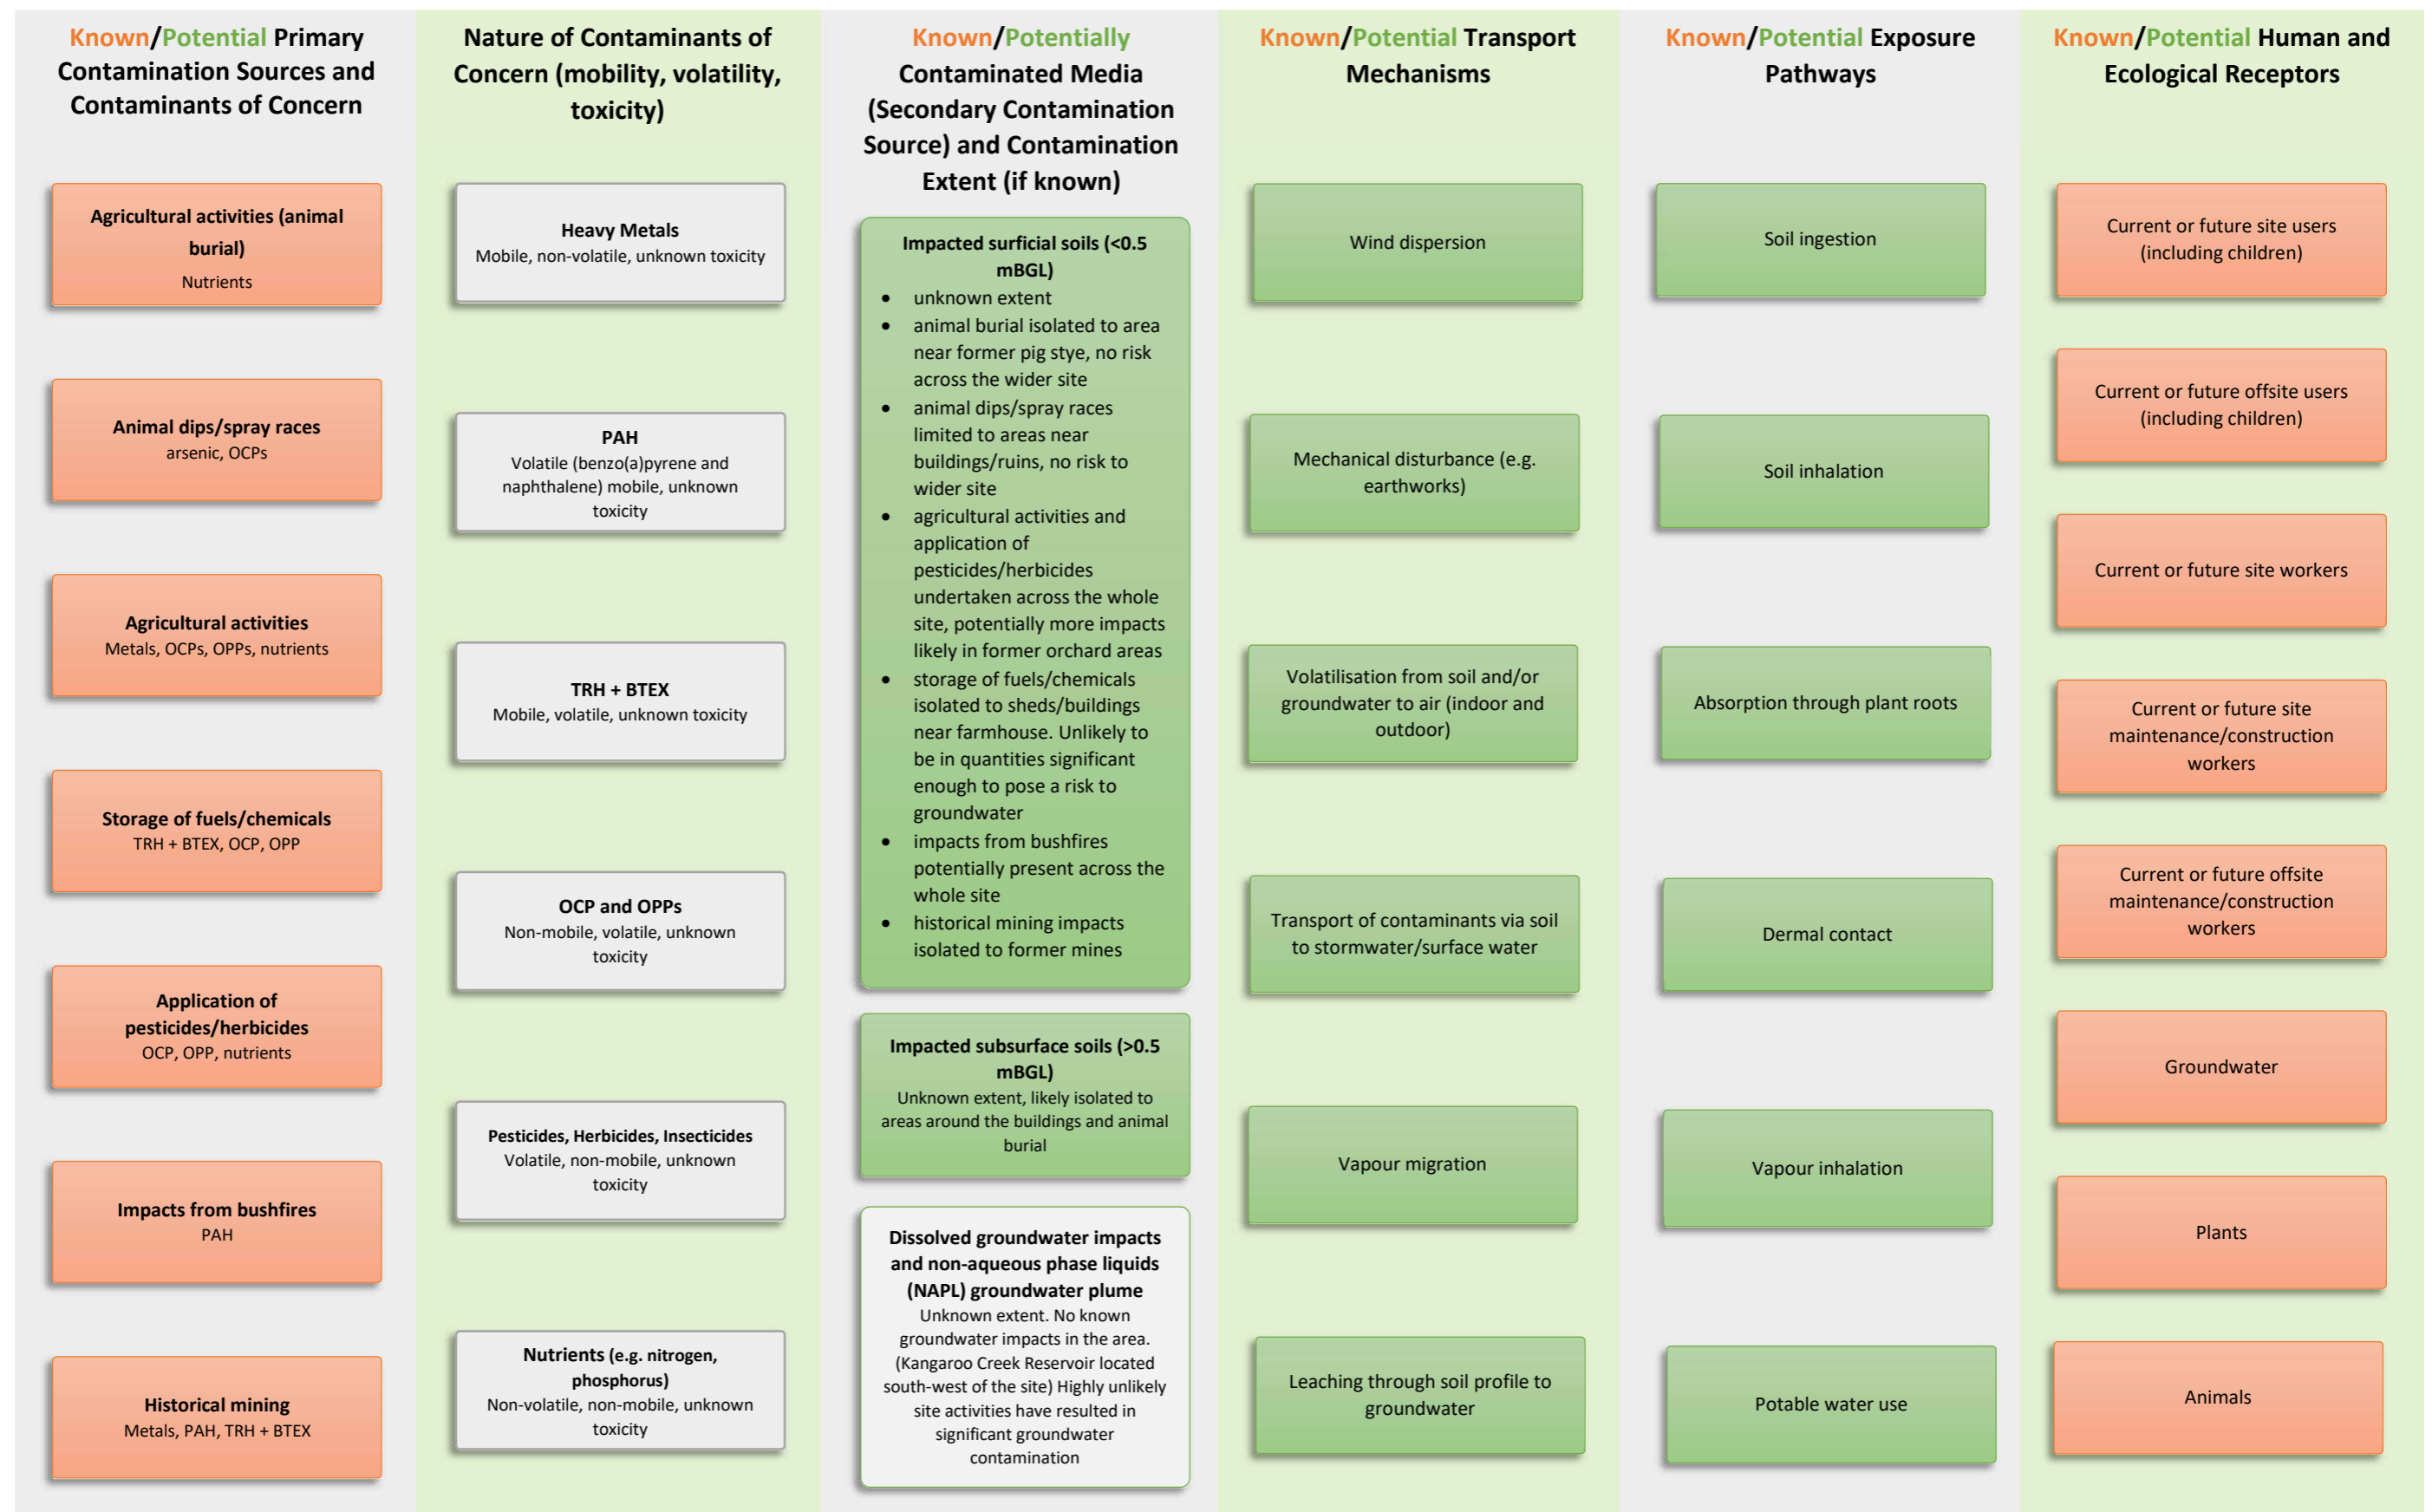 Known/Potential Primary
Contamination Sources and
Contaminants of Concern
Agricultural activities (animal
burial)
Nutrients
Animal dips/spray races
arsenic, OCPs
Agricultural activities
Metals, OCPs, OPPs, nutrients
Storage of fuels/chemicals
TRH + BTEX, OCP, OPP
Application of
pesticides/herbicides
OCP, OPP, nutrients
Impacts from bushfires
PAH
Historical mining
Metals, PAH, TRH + BTEX
Nature of Contaminants of
Concern (mobility, volatility,
toxicity)
Heavy Metals
Mobile, non-volatile, unknown toxicity
PAH
Volatile (benzo(a)pyrene and
naphthalene) mobile, unknown
toxicity
TRH + BTEX
Mobile, volatile, unknown toxicity
OCP and OPPs
Non-mobile, volatile, unknown
toxicity
Pesticides, Herbicides, Insecticides
Volatile, non-mobile, unknown
toxicity
Nutrients (e.g. nitrogen,
phosphorus)
Non-volatile, non-mobile, unknown
toxicity
Known/Potentially
Contaminated Media
(Secondary Contamination
Source) and Contamination
Extent (if known)
Impacted surficial soils (<0.5
mBGL)
• unknown extent
• animal burial isolated to area
near former pig stye, no risk
across the wider site
• animal dips/spray races
limited to areas near
buildings/ruins, no risk to
wider site
• agricultural activities and
application of
pesticides/herbicides
undertaken across the whole
site, potentially more impacts
likely in former orchard areas
• storage of fuels/chemicals
isolated to sheds/buildings
near farmhouse. Unlikely to
be in quantities significant
enough to pose a risk to
groundwater
• impacts from bushfires
potentially present across the
whole site
• historical mining impacts
isolated to former mines
Impacted subsurface soils (>0.5
mBGL)
Unknown extent, likely isolated to
areas around the buildings and animal
burial
Dissolved groundwater impacts
and non-aqueous phase liquids
(NAPL) groundwater plume
Unknown extent. No known
groundwater impacts in the area.
(Kangaroo Creek Reservoir located
south-west of the site) Highly unlikely
site activities have resulted in
significant groundwater
contamination
Known/Potential Transport
Mechanisms
Wind dispersion
Mechanical disturbance (e.g.
earthworks)
Volatilisation from soil and/or
groundwater to air (indoor and
outdoor)
Transport of contaminants via soil
to stormwater/surface water
Vapour migration
Leaching through soil profile to
groundwater
Known/Potential Exposure
Pathways
Soil ingestion
Soil inhalation
Absorption through plant roots
Dermal contact
Vapour inhalation
Potable water use
Known/Potential Human and
Ecological Receptors
Current or future site users
(including children)
Current or future offsite users
(including children)
Current or future site workers
Current or future site
maintenance/construction
workers
Current or future offsite
maintenance/construction
workers
Groundwater
Plants
Animals